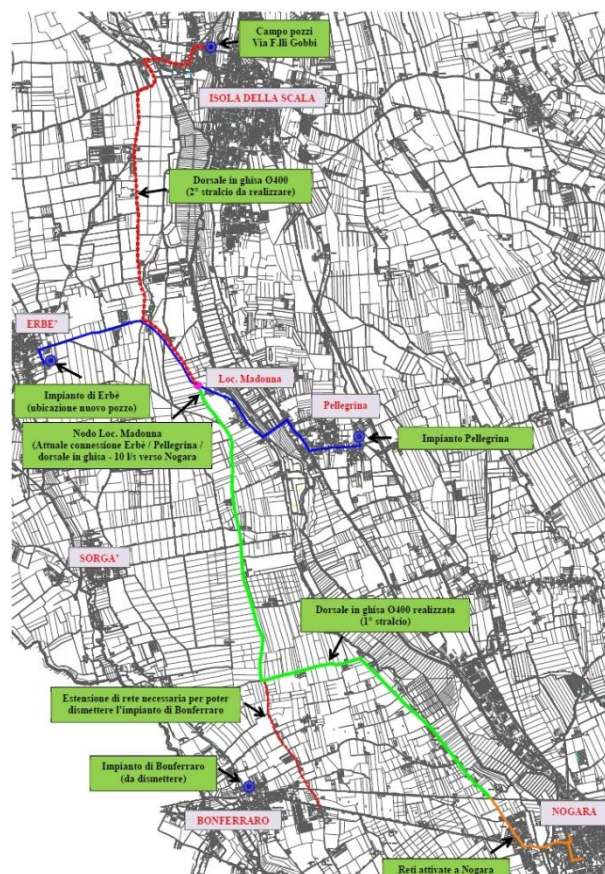 Campo pozzi
Via F.lli Gobbi
ISOLA DELLA SCALA
Dorsale in ghisa Ø400
(2° stralcio da realizzare)
ERBE'
Loc. Madonna
Impianto di Erbè
(ubicazione nuovo pozzo)
Pellegrina
Nodo Loc. Madonna
(Attuale connessione Erbè / Pellegrina /
dorsale in ghisa - 10 l/s verso Nogara
Impianto Pellegrina
SORGA'
Dorsale in ghisa Ø400 realizzata
(1° stralcio)
Estensione di rete necessaria per poter
dismettere l'impianto di Bonferraro
Impianto di Bonferraro
(da dismettere)
BONFERRARO
NOGARA
Reti attivate a Nogara